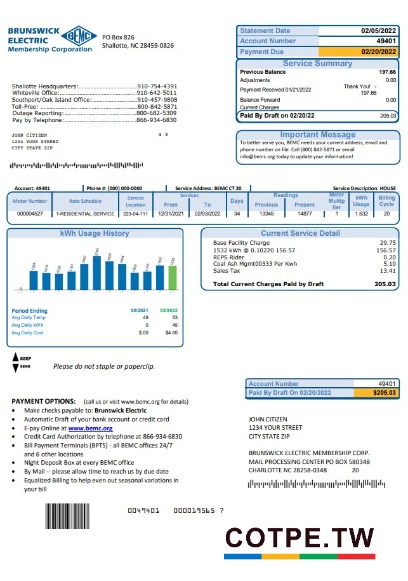 BRUNSWICK
ELECTRIC
BEMC
Membership Corporation
PO Box 826
Shallotte, NC 28459-0826
Statement Date 02/05/2022
Account Number 49401
Payment Due 02/20/2022
Service Summary
Previous Balance 197.66
Adjustments 0.00
Payment Received 01/21/2022 Thank You! -
197.66
Balance Forward 0.00
Current Charges
Paid By Draft On 02/20/22 205.03
Shallotte Headquarters: 910-754-4391
Whiteville Office: 910-642-5011
Southport/Oak Island Office: 910-457-9808
Toll-Free: 800-842-5871
Outage Reporting: 800-682-5309
Pay by Telephone: 866-934-6830
JOHN CITIZEN 4 3
1234 YOUR STREET
CITY STATE ZIP
Important Message
To better serve you, BEMC needs your current address, email and
phone number on file. Call (800) 842-5871 or email
info@bemc.org today to update your information!
Account: 49401 Phone #: (000) 000-0000 Service Address: BEMC CT 20 Service Description: HOUSE
Meter Number Rate Schedule Service Location Services From To Days Readings Previous Present Meter Multiplier kWh Usage Billing Cycle
000004527 1-RESIDENTIAL SERVICE 223-04-111 12/31/2021 02/03/2022 34 13345 14877 1 1,532 20
kWh Usage History
Period Ending 02/2021 02/2022
Avg Daily Temp 49 53
Avg Daily kWh 0 45
Avg Daily Cost $.00 $4.66
Current Service Detail
Base Facility Charge 29.75
1532 kWh @ 0.10220 156.57 156.57
REPS Rider 0.20
Coal Ash Mgmt00333 Per Kwh 5.10
Sales Tax 13.41
Total Current Charges Paid by Draft 205.03
KEEP
SEND
Please do not staple or paperclip.
Account Number 49401
Paid By Draft On 02/20/2022 $205.03
PAYMENT OPTIONS: (call us or visit www.bemc.org for details)
• Make checks payable to: Brunswick Electric
• Automatic Draft of your bank account or credit card
• E-pay Online at www.bemc.org
• Credit Card Authorization by telephone at 866-934-6830
• Bill Payment Terminals (BPTS) - all BEMC offices 24/7
and 6 other locations
• Night Deposit Box at every BEMC office
• By Mail -- please allow time to reach us by due date
• Equalized Billing to help even out seasonal variations in
your bill
JOHN CITIZEN
1234 YOUR STREET
CITY STATE ZIP
BRUNSWICK ELECTRIC MEMBERSHIP CORP.
MAIL PROCESSING CENTER PO BOX 580348
CHARLOTTE NC 28258-0348 20
0049401 0000019565 7
COTPE.TW